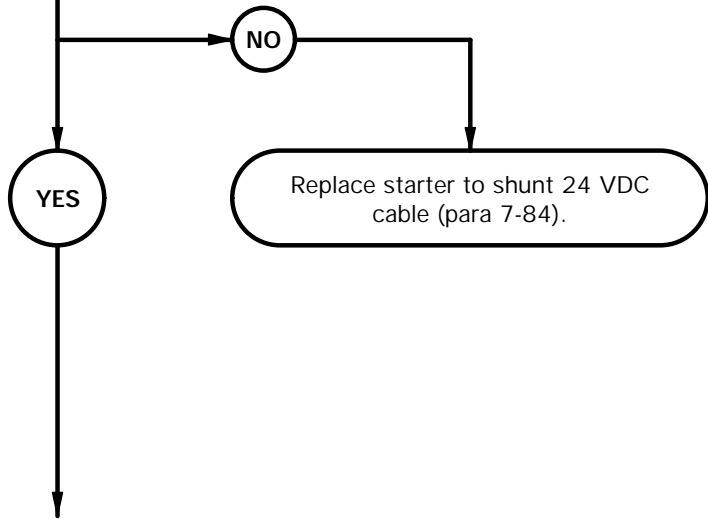 NO
YES
Replace starter to shunt 24 VDC
cable (para 7-84).